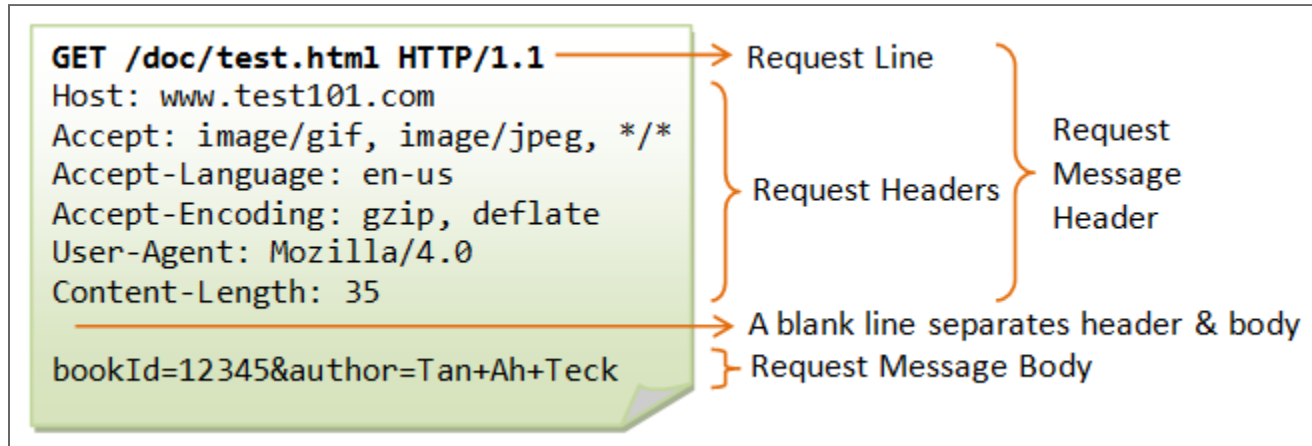 GET /doc/test.html HTTP/1.1
Host: www.test101.com
Accept: image/gif, image/jpeg, */*
Accept-Language: en-us
Accept-Encoding: gzip, deflate
User-Agent: Mozilla/4.0
Content-Length: 35
bookId=12345&author=Tan+Ah+Teck
Request Line
Request Headers
Request
Message
Header
A blank line separates header & body
Request Message Body